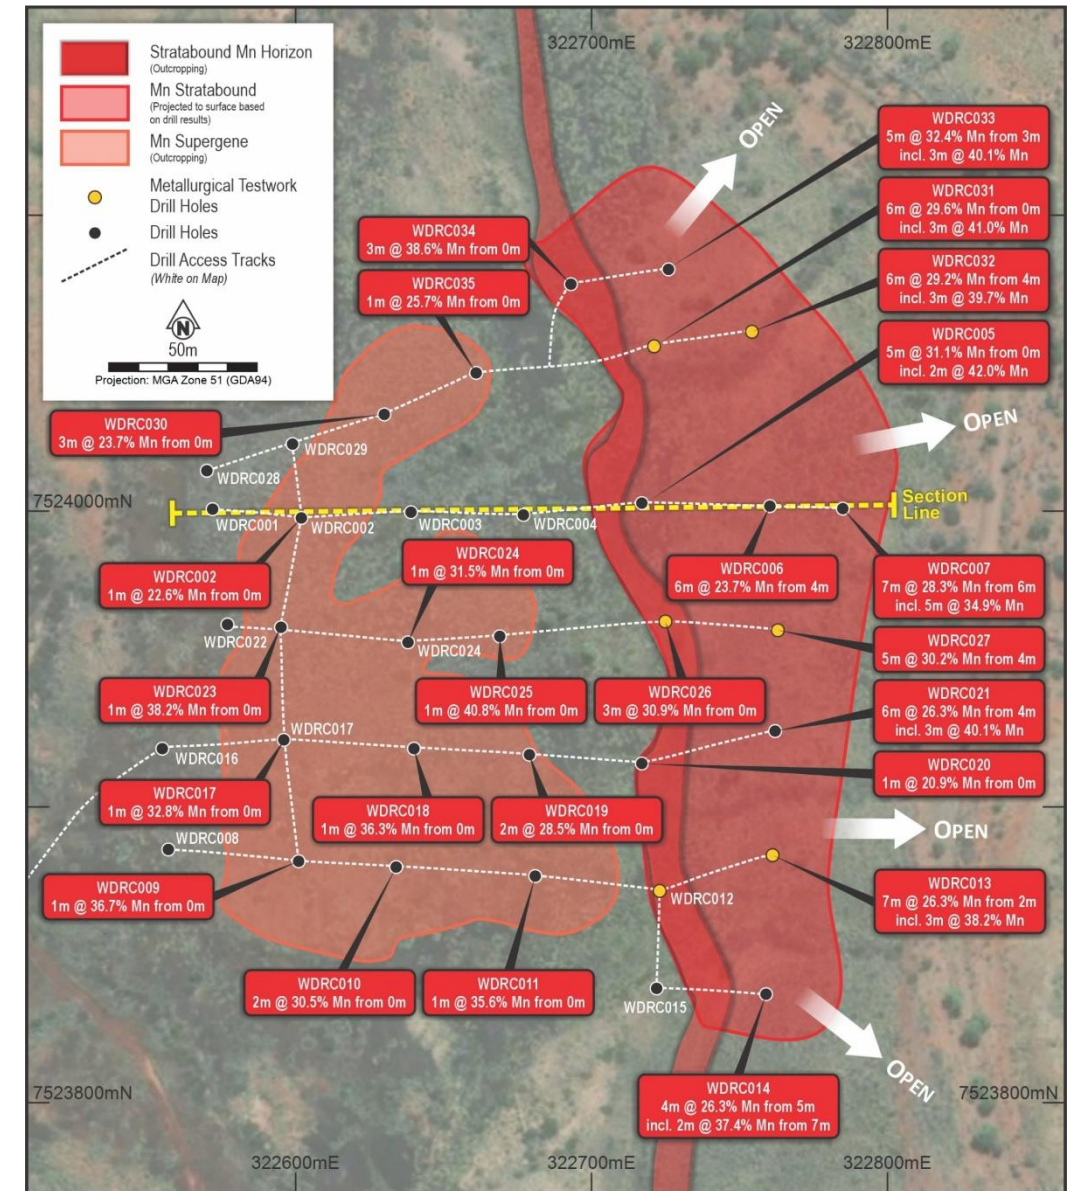 322700mE
322800mE
Stratabound Mn Horizon
(Outcropping)
Mn Stratabound
(Projected to surface based
on drill results)
Mn Supergene
(Outcropping)
Metallurgical Testwork
Drill Holes
Drill Holes
Drill Access Tracks
(White on Map)
N
50m
Projection: MGA Zone 51 (GDA94)
OPEN
WDRC033
5m @ 32.4% Mn from 3m
incl. 3m @ 40.1% Mn
WDRC031
6m @ 29.6% Mn from 0m
incl. 3m @ 41.0% Mn
WDRC034
3m @ 38.6% Mn from 0m
WDRC032
6m @ 29.2% Mn from 4m
incl. 3m @ 39.7% Mn
WDRC035
1m @ 25.7% Mn from 0m
WDRC005
5m @ 31.1% Mn from 0m
incl. 2m @ 42.0% Mn
WDRC030
3m @ 23.7% Mn from 0m
OPEN
WDRC029
WDRC028
7524000mN
Section
Line
WDRC001
WDRC002
WDRC003
WDRC004
WDRC024
1m @ 31.5% Mn from 0m
WDRC002
1m @ 22.6% Mn from 0m
WDRC006
6m @ 23.7% Mn from 4m
WDRC007
7m @ 28.3% Mn from 6m
incl. 5m @ 34.9% Mn
WDRC022
WDRC024
WDRC027
5m @ 30.2% Mn from 4m
WDRC023
1m @ 38.2% Mn from 0m
WDRC025
1m @ 40.8% Mn from 0m
WDRC026
3m @ 30.9% Mn from 0m
WDRC021
6m @ 26.3% Mn from 4m
incl. 3m @ 40.1% Mn
WDRC017
WDRC016
WDRC020
1m @ 20.9% Mn from 0m
WDRC017
1m @ 32.8% Mn from 0m
WDRC018
1m @ 36.3% Mn from 0m
WDRC019
2m @ 28.5% Mn from 0m
OPEN
WDRC008
WDRC009
1m @ 36.7% Mn from 0m
WDRC012
WDRC013
7m @ 26.3% Mn from 2m
incl. 3m @ 38.2% Mn
WDRC010
2m @ 30.5% Mn from 0m
WDRC011
1m @ 35.6% Mn from 0m
WDRC015
OPEN
WDRC014
4m @ 26.3% Mn from 5m
incl. 2m @ 37.4% Mn from 7m
7523800mN
7523800mN
322600mE
322700mE
322800mE